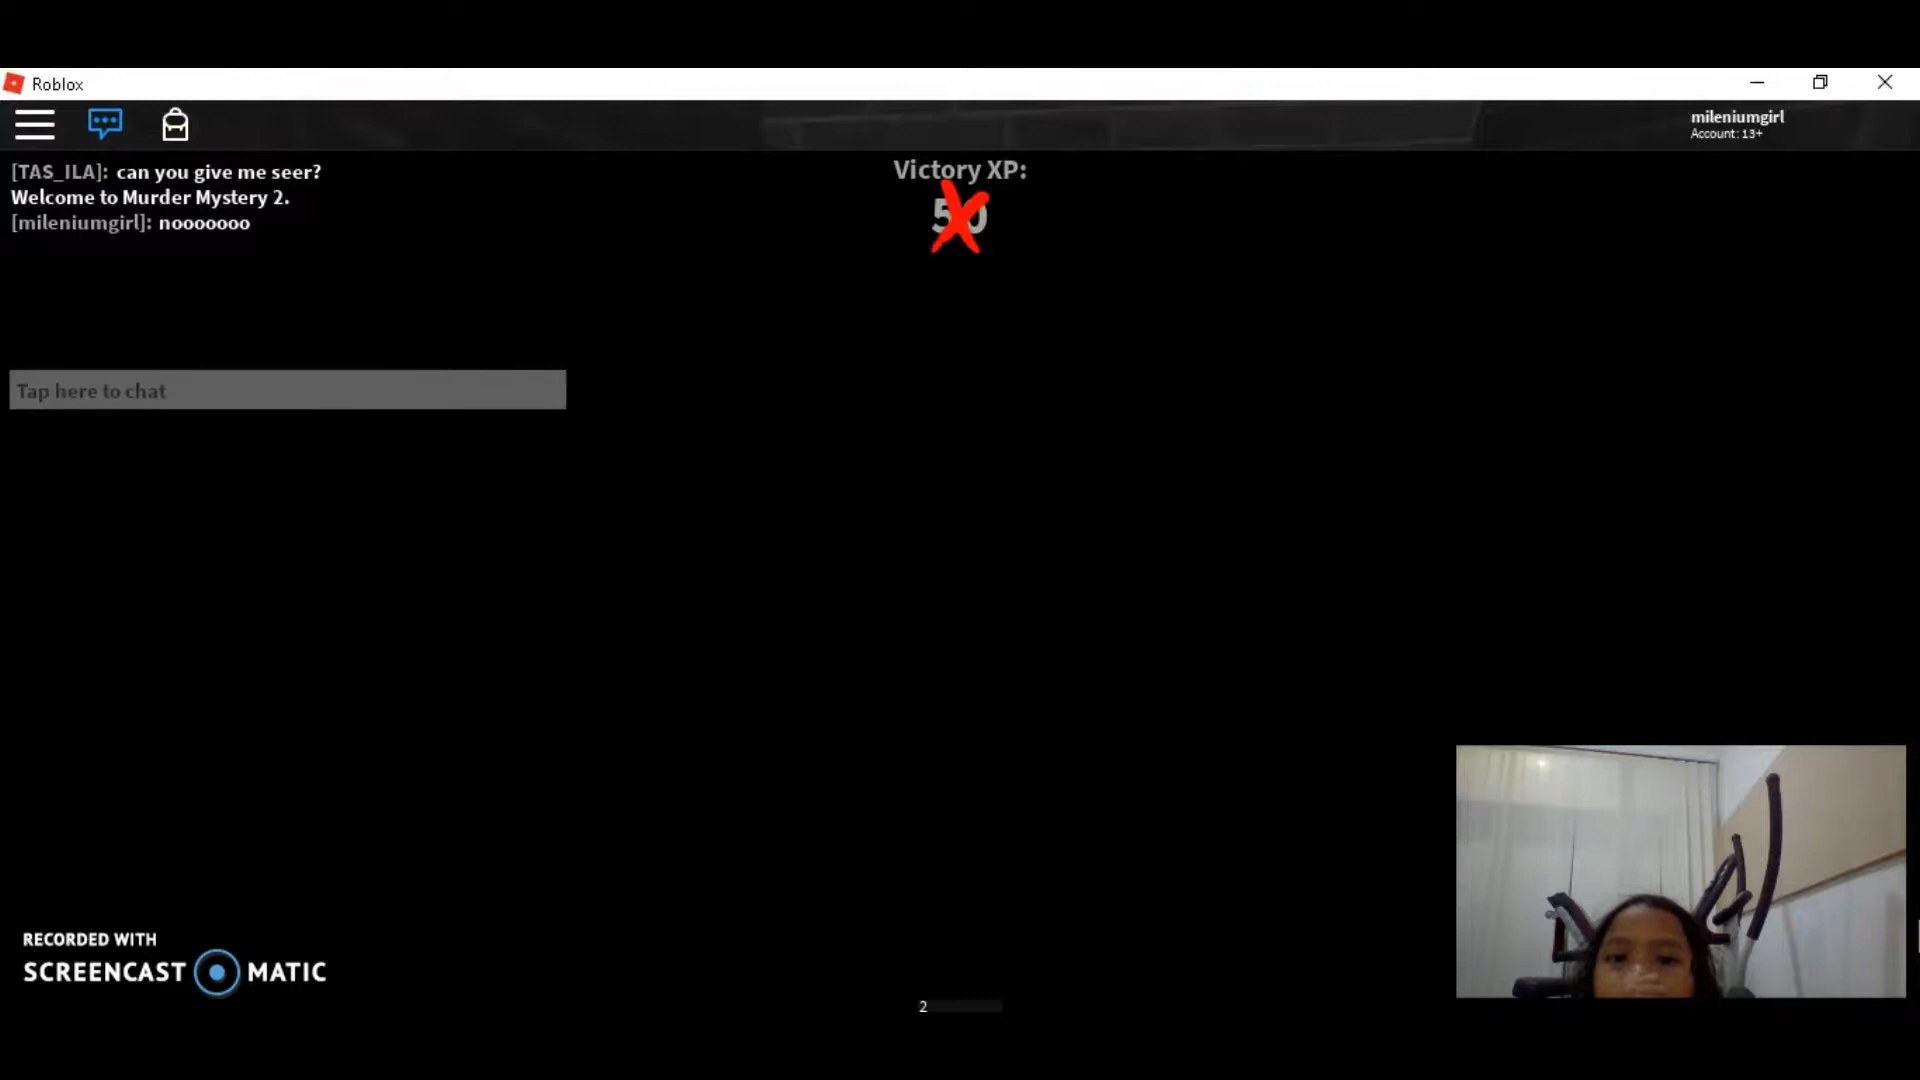 Roblox
mileniumgirl
Account: 13+
[TAS_ILA]: can you give me seer?
Welcome to Murder Mystery 2.
[mileniumgirl]: nooooooo
Victory XP:
50
Tap here to chat
RECORDED WITH
SCREENCAST MATIC
2